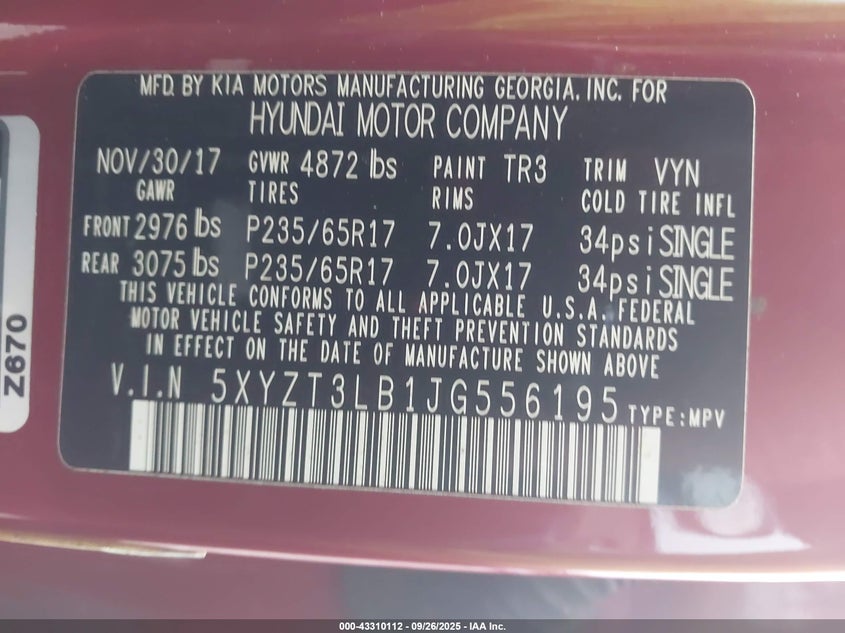 MFD. BY KIA MOTORS MANUFACTURING GEORGIA, INC. FOR
HYUNDAI MOTOR COMPANY
NOV/30/17 GVWR 4872 lbs PAINT TR3 TRIM VYN
GAWR TIRES RIMS COLD TIRE INFL
FRONT 2976 lbs P235/65R17 7.0JX17 34psi SINGLE
REAR 3075 lbs P235/65R17 7.0JX17 34psi SINGLE
THIS VEHICLE CONFORMS TO ALL APPLICABLE U.S.A. FEDERAL
MOTOR VEHICLE SAFETY AND THEFT PREVENTION STANDARDS
IN EFFECT ON THE DATE OF MANUFACTURE SHOWN ABOVE
V.I.N 5XYZT3LB1JG556195 TYPE:MPV
Z670
000-43310112 - 09/26/2025 - IAA Inc.